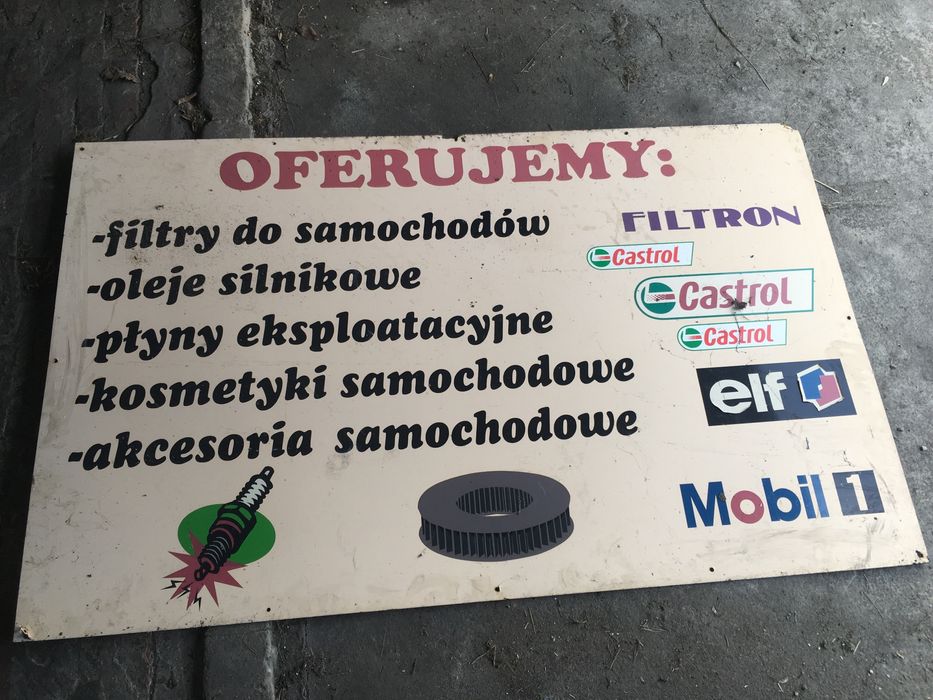 OFERUJEMY:
-filtry do samochodów
-oleje silnikowe
-płyny eksploatacyjne
-kosmetyki samochodowe
-akcesoria samochodowe
FILTRON
Castrol
Castrol
Castrol
elf
Mobil 1